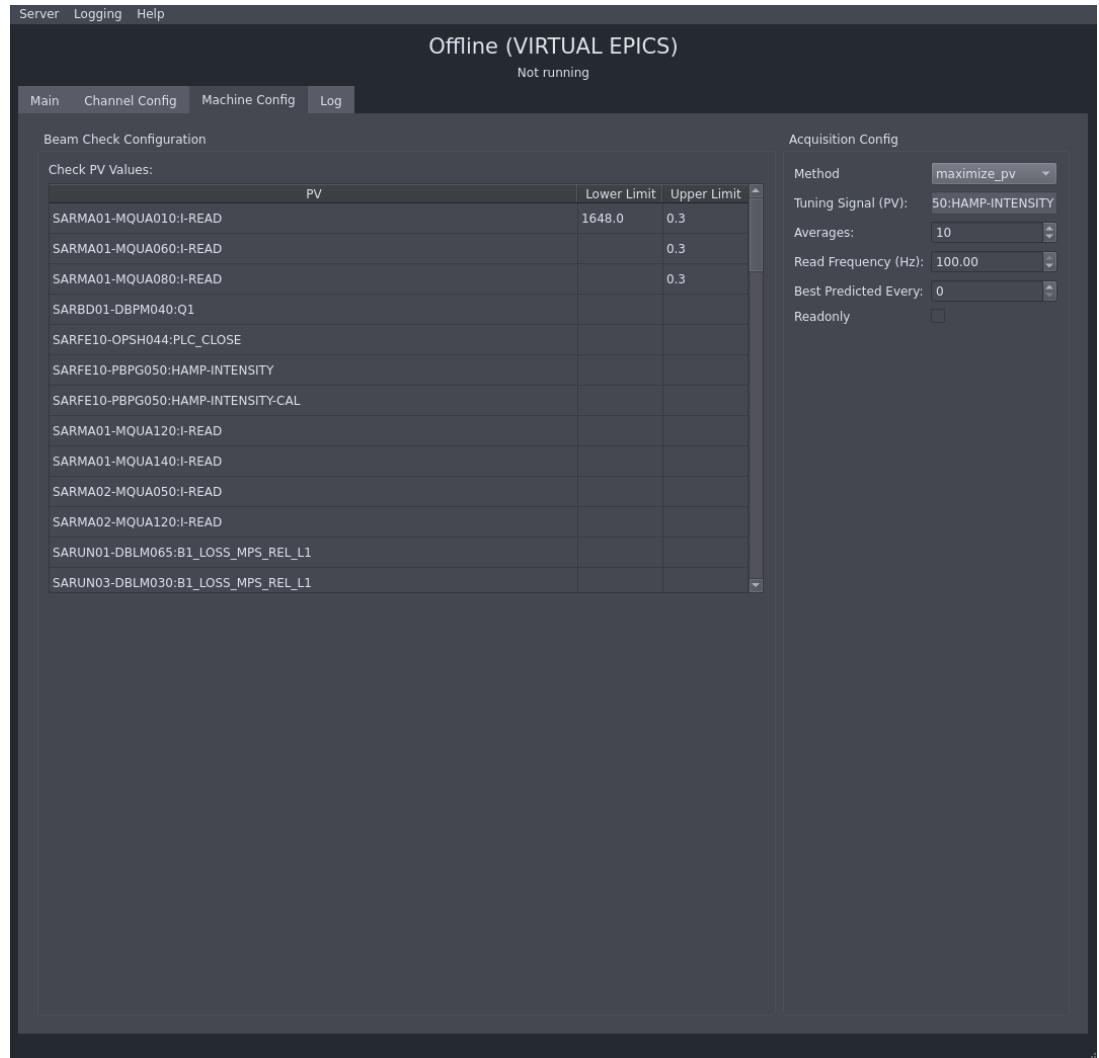 Server Logging Help
Offline (VIRTUAL EPICS)
Not running
Main Channel Config Machine Config Log
Beam Check Configuration
Check PV Values:
PV Lower Limit Upper Limit
SARMA01-MQUA010:I-READ 1648.0 0.3
SARMA01-MQUA060:I-READ 0.3
SARMA01-MQUA080:I-READ 0.3
SARBD01-DBPM040:Q1
SARFE10-OPSH044:PLC_CLOSE
SARFE10-PBPG050:HAMP-INTENSITY
SARFE10-PBPG050:HAMP-INTENSITY-CAL
SARMA01-MQUA120:I-READ
SARMA01-MQUA140:I-READ
SARMA02-MQUA050:I-READ
SARMA02-MQUA120:I-READ
SARUN01-DBLM065:B1_LOSS_MPS_REL_L1
SARUN03-DBLM030:B1_LOSS_MPS_REL_L1
Acquisition Config
Method maximize_pv
Tuning Signal (PV): 50:HAMP-INTENSITY
Averages: 10
Read Frequency (Hz): 100.00
Best Predicted Every: 0
Readonly